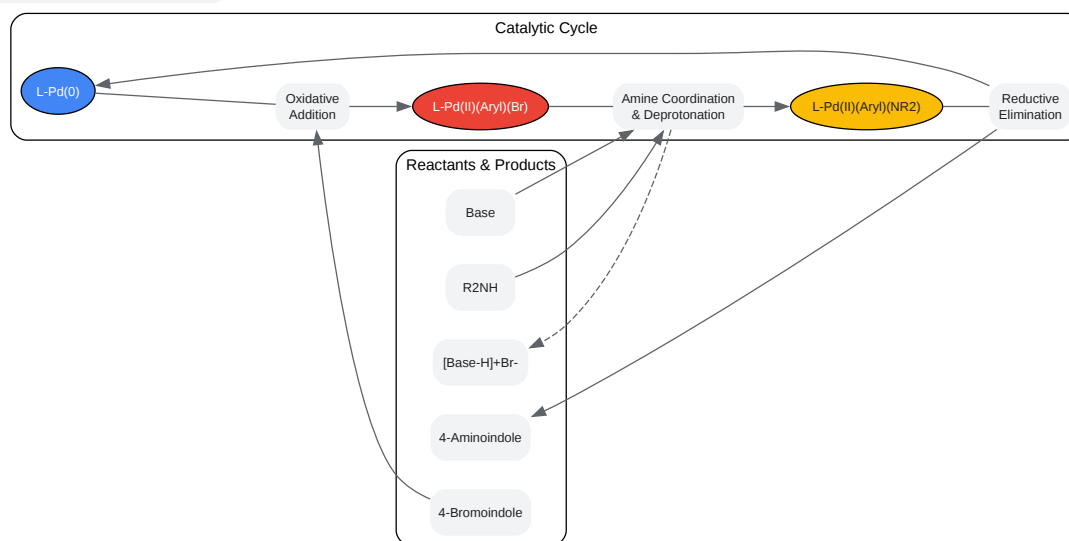 Catalytic Cycle
L-Pd(0)
Oxidative
Addition
L-Pd(II)(Aryl)(Br)
Amine Coordination
& Deprotonation
L-Pd(II)(Aryl)(NR2)
Reductive
Elimination
Reactants & Products
Base
R2NH
[Base-H]+Br-
4-Aminoindole
4-Bromoindole